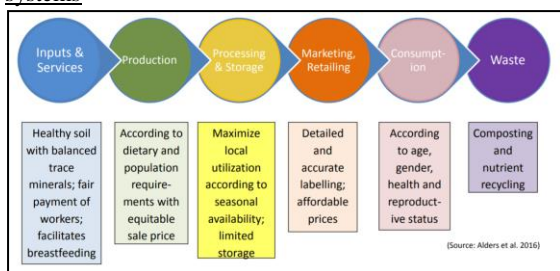 systems
Inputs &
Services
Production
Processing
& Storage
Marketing,
Retailing
Consumpt-
ion
Waste
Healthy soil
with balanced
trace
minerals; fair
payment of
workers;
facilitates
breastfeeding
According to
dietary and
population
require-
ments with
equitable
sale price
Maximize
local
utilization
according to
seasonal
availability;
limited
storage
Detailed
and
accurate
labelling;
affordable
prices
According
to age,
gender,
health and
reproduct-
ive status
Composting
and
nutrient
recycling
(Source: Alders et al. 2016)